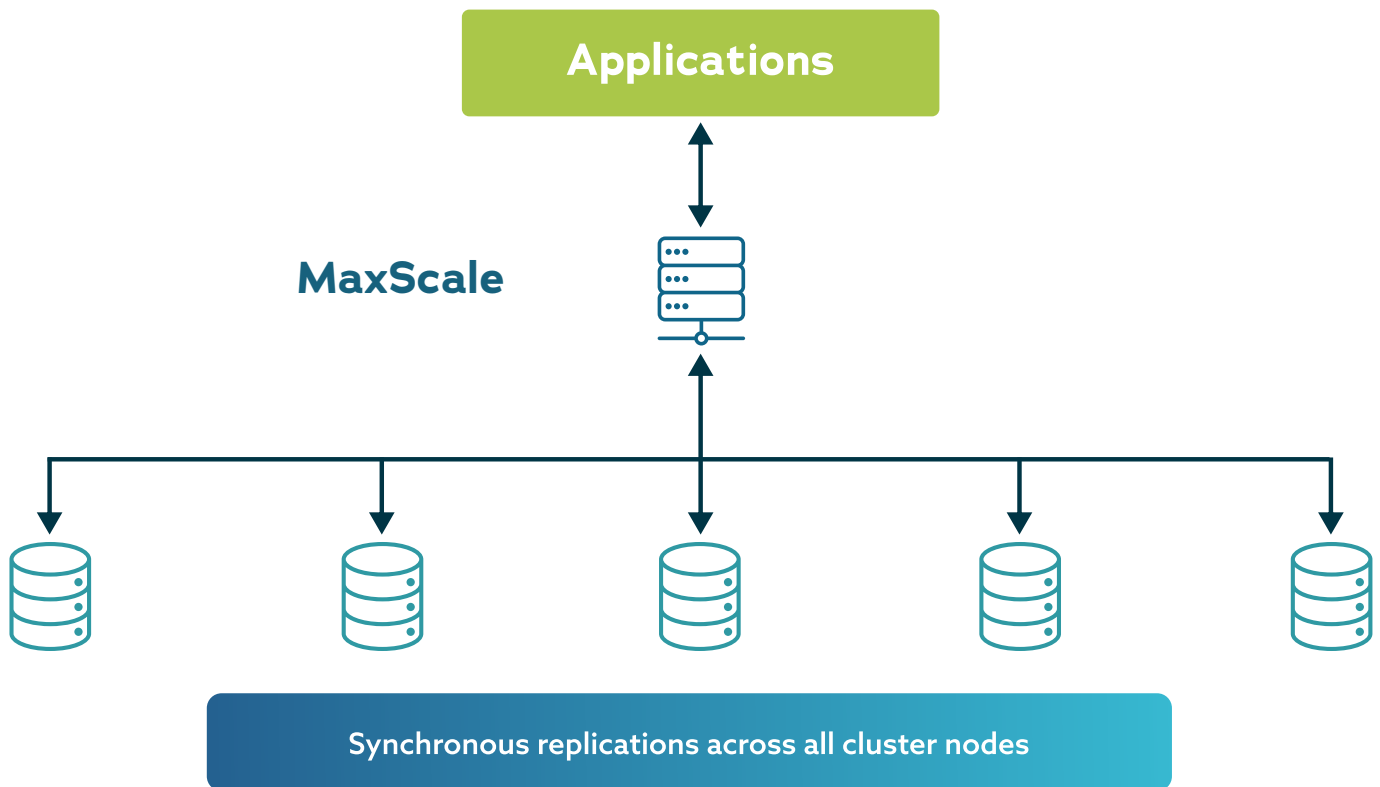 Applications
MaxScale
Synchronous replications across all cluster nodes